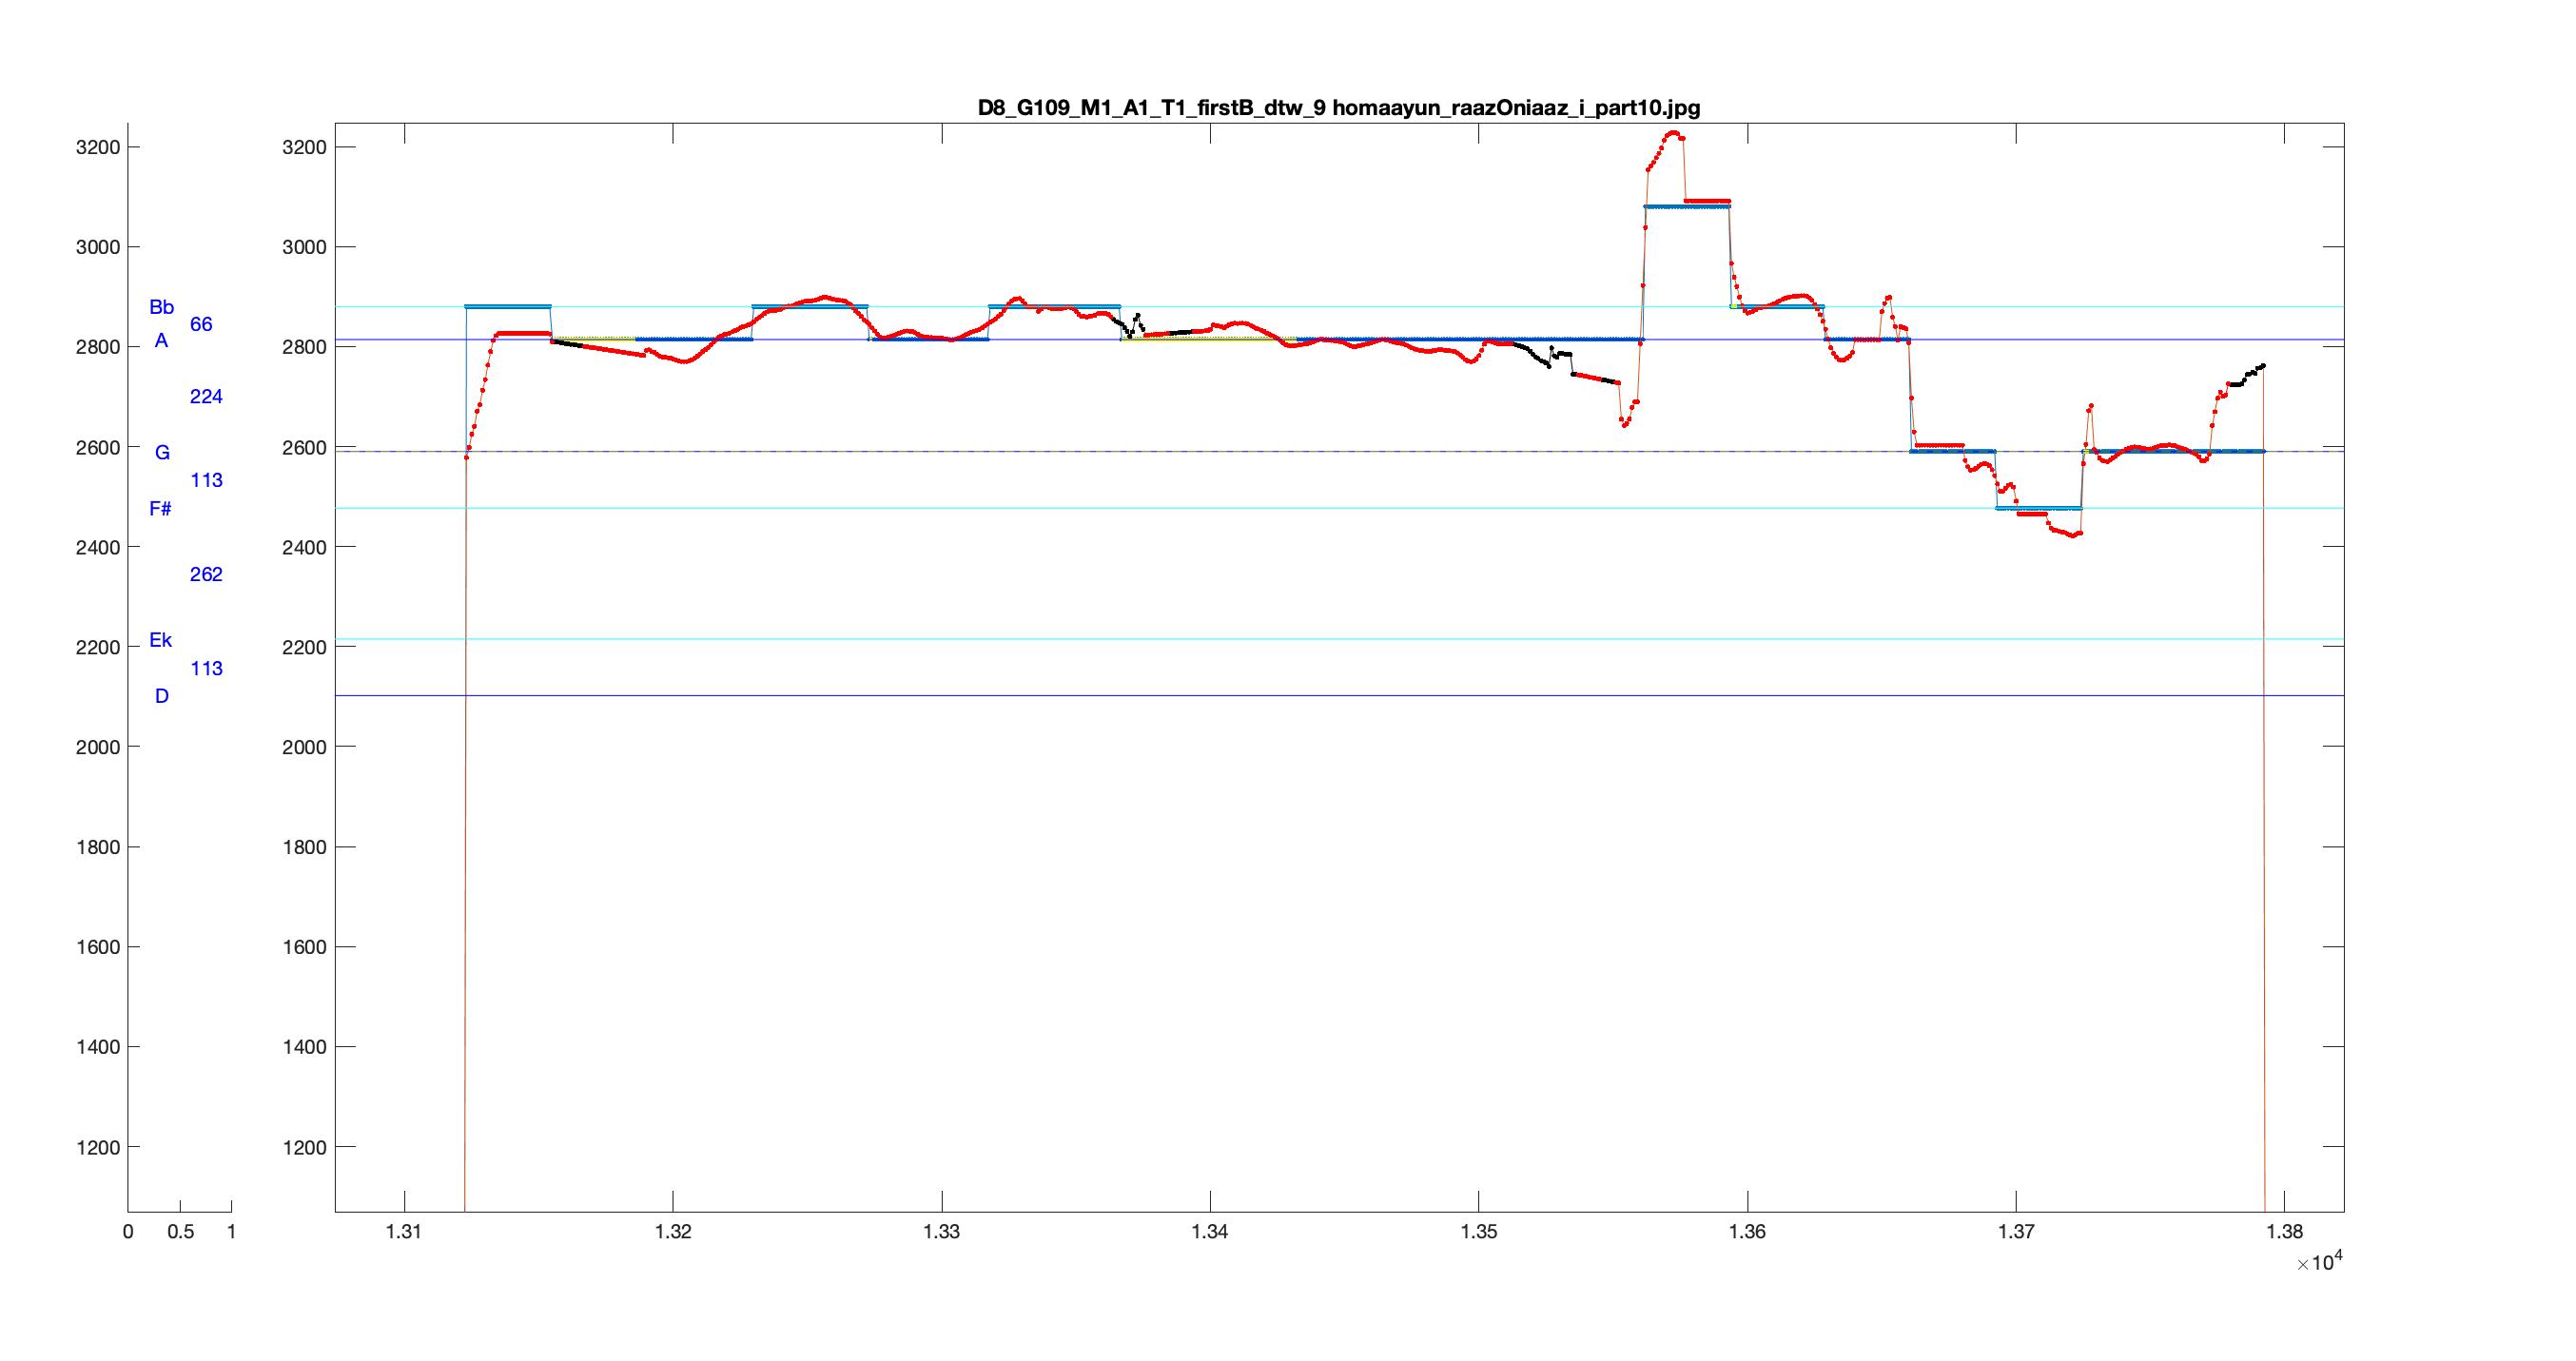 D8_G109_M1_A1_T1_firstB_dtw_9 homaayun_raazOniaaz_i_part10.jpg
3200 3200
3000 3000
Bb
66
2800 A 2800
224
2600 G 2600
113
F#
2400 2400
262
2200 Ek 2200
113
D
2000 2000
1800 1800
1600 1600
1400 1400
1200 1200
0 0.5 1 1.31 1.32 1.33 1.34 1.35 1.36 1.37 1.38
×10^4